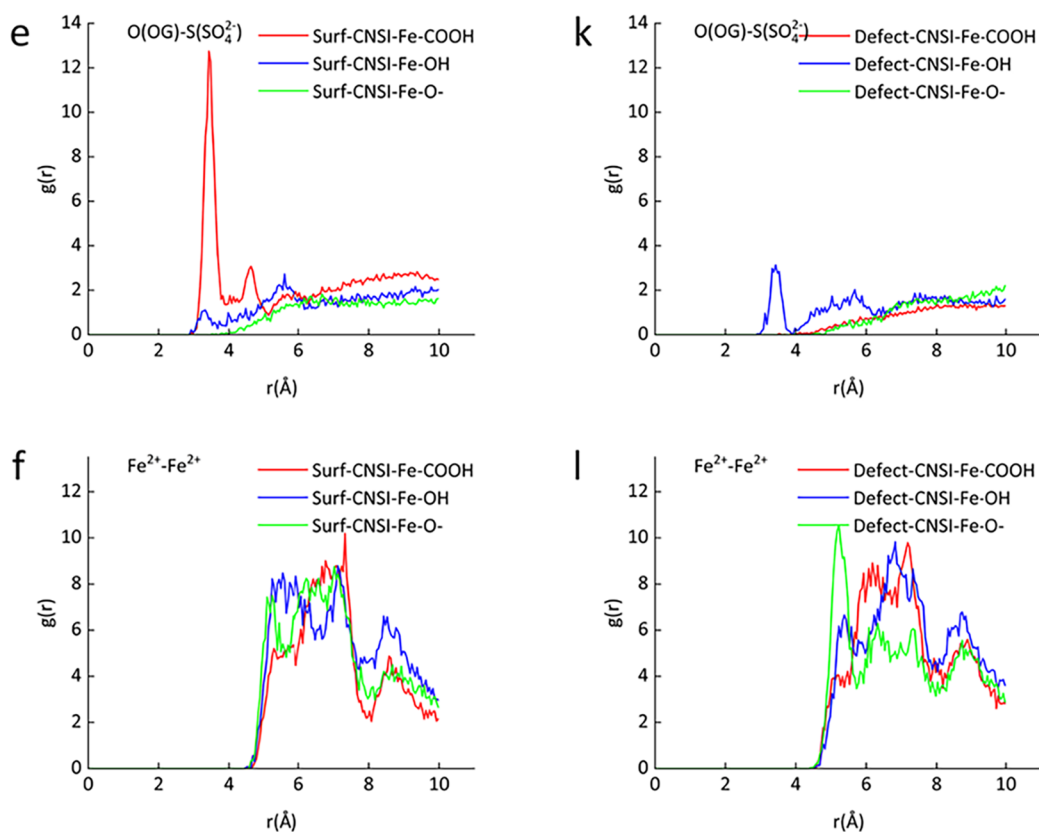 e
O(OG)-S(SO₄²⁻)
Surf-CNSI-Fe-COOH
Surf-CNSI-Fe-OH
Surf-CNSI-Fe-O-
14
12
10
8
6
4
2
0
g(r)
0 2 4 6 8 10
r(Å)
k
O(OG)-S(SO₄²⁻)
Defect-CNSI-Fe-COOH
Defect-CNSI-Fe-OH
Defect-CNSI-Fe-O-
14
12
10
8
6
4
2
0
g(r)
0 2 4 6 8 10
r(Å)
f
Fe²⁺-Fe²⁺
Surf-CNSI-Fe-COOH
Surf-CNSI-Fe-OH
Surf-CNSI-Fe-O-
12
10
8
6
4
2
0
g(r)
0 2 4 6 8 10
r(Å)
l
Fe²⁺-Fe²⁺
Defect-CNSI-Fe-COOH
Defect-CNSI-Fe-OH
Defect-CNSI-Fe-O-
12
10
8
6
4
2
0
g(r)
0 2 4 6 8 10
r(Å)